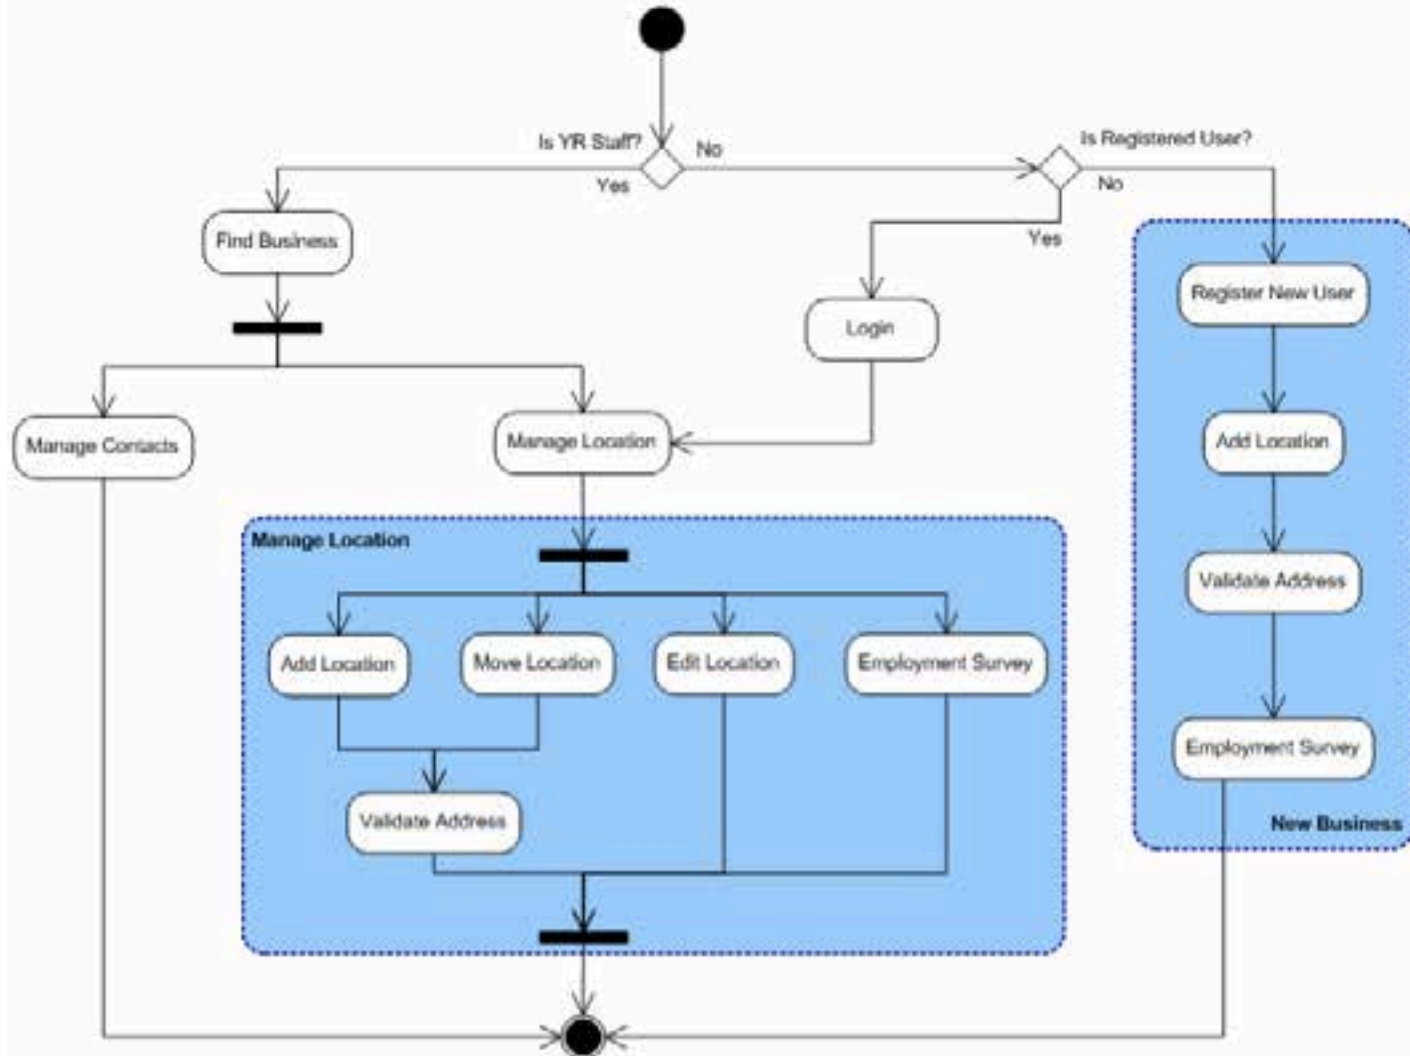 Is YR Staff?
No
Yes
Is Registered User?
No
Yes
Find Business
Login
Register New User
Manage Contacts
Manage Location
Add Location
Manage Location
Validate Address
Add Location
Move Location
Edit Location
Employment Survey
Employment Survey
Validate Address
New Business